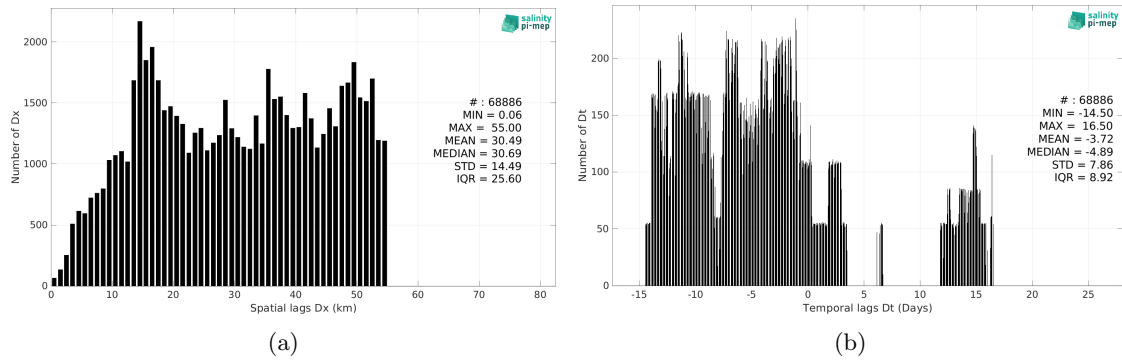 salinity
pi-mep
2000
1500
1000
500
0
Number of Dx
# : 68886
MIN = 0.06
MAX = 55.00
MEAN = 30.49
MEDIAN = 30.69
STD = 14.49
IQR = 25.60
0 10 20 30 40 50 60 70 80
Spatial lags Dx (km)
(a)
salinity
pi-mep
200
150
100
50
0
Number of Dt
# : 68886
MIN = -14.50
MAX = 16.50
MEAN = -3.72
MEDIAN = -4.89
STD = 7.86
IQR = 8.92
-15 -10 -5 0 5 10 15 20 25
Temporal lags Dt (Days)
(b)